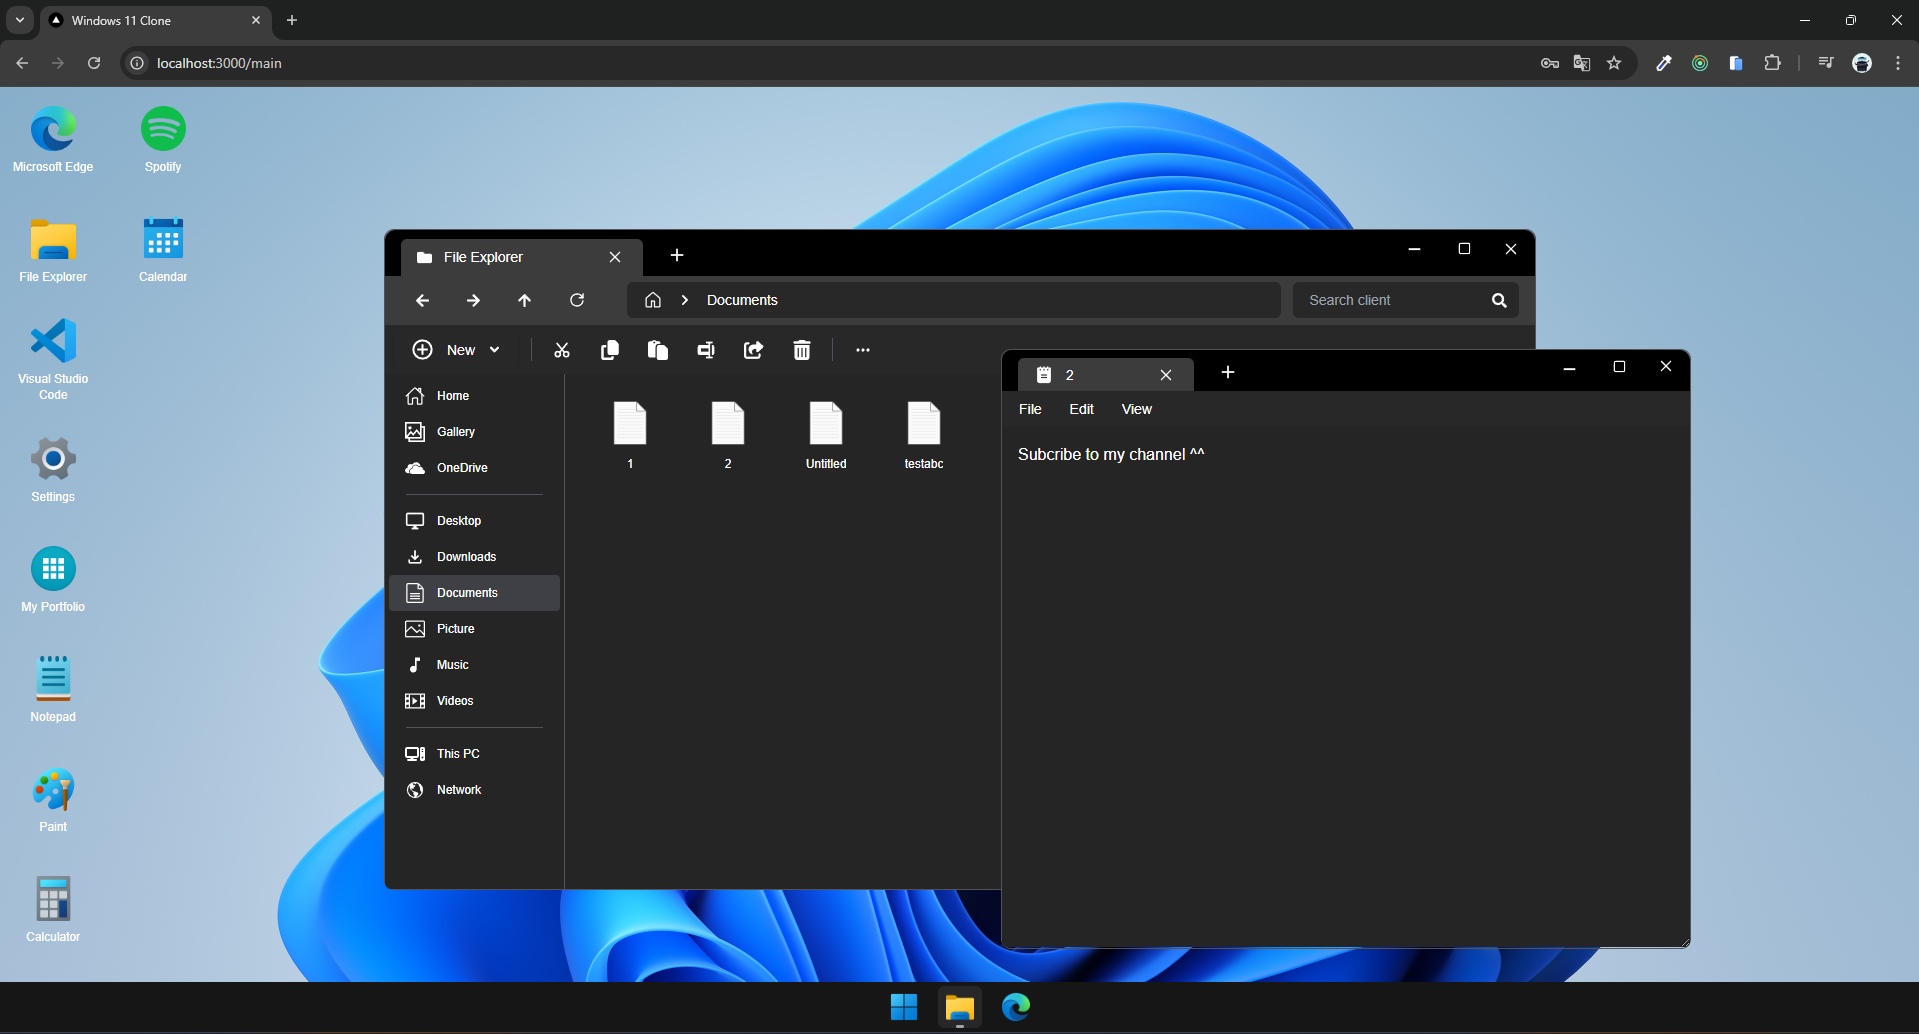 Windows 11 Clone
localhost:3000/main
Microsoft Edge
Spotify
File Explorer
Calendar
Visual Studio
Code
Settings
My Portfolio
Notepad
Paint
Calculator
File Explorer
Documents
Search client
New
Home
Gallery
OneDrive
Desktop
Downloads
Documents
Picture
Music
Videos
This PC
Network
1
2
Untitled
testabc
2
File Edit View
Subcribe to my channel ^^